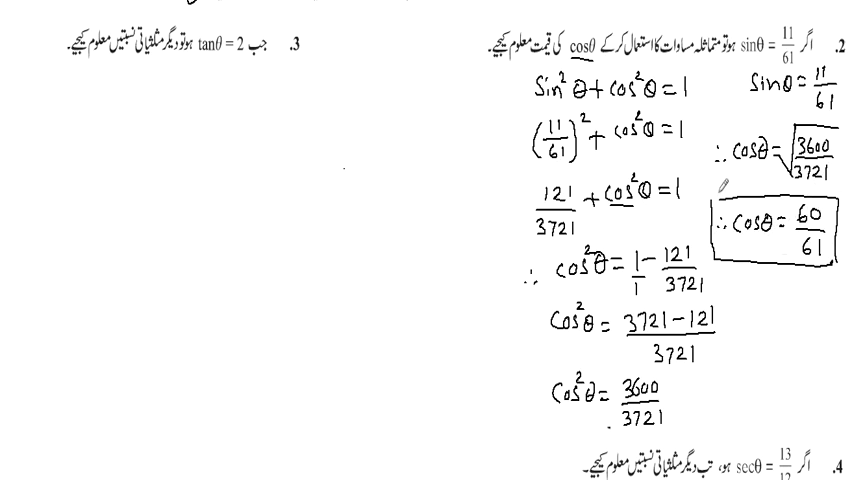 2. اگر sinθ = 11/61 ہو تو متماثلہ مساوات کا استعمال کر کے cosθ کی قیمت معلوم کیجیے۔
Sinθ = 11/61
Sin²θ + cos²θ = 1
(11/61)² + cos²θ = 1
121/3721 + cos²θ = 1
∴ cos²θ = 1/1 − 121/3721
Cos²θ = (3721 − 121)/3721
Cos²θ = 3600/3721
∴ Cosθ = √(3600/3721)
∴ Cosθ = 60/61
3. جب tanθ = 2 ہو تو دیگر مثلثیاتی نسبتیں معلوم کیجیے۔
4. اگر secθ = 13/12 ہو، تب دیگر مثلثیاتی نسبتیں معلوم کیجیے۔